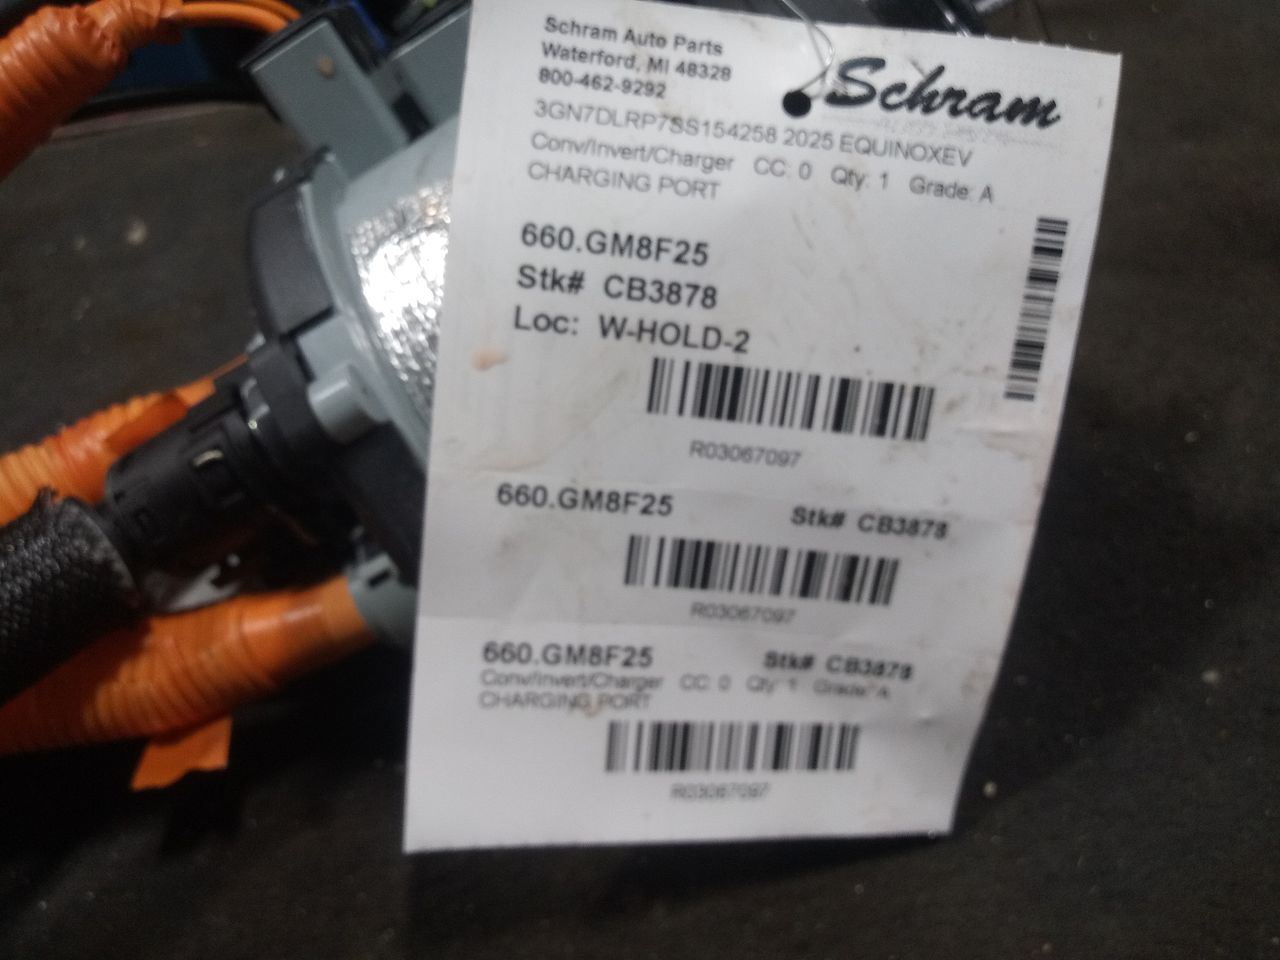 Schram Auto Parts
Waterford, MI 48328
800-462-9292
Schram
3GN7DLRP7SS154258 2025 EQUINOXEV
Conv/Invert/Charger CC: 0 Qty: 1 Grade: A
CHARGING PORT
660.GM8F25
Stk# CB3878
Loc: W-HOLD-2
R03067097
660.GM8F25 Stk# CB3878
R03067097
660.GM8F25 Stk# CB3878
Conv/Invert/Charger CC: 0 Qty: 1 Grade: A
CHARGING PORT
R03067097